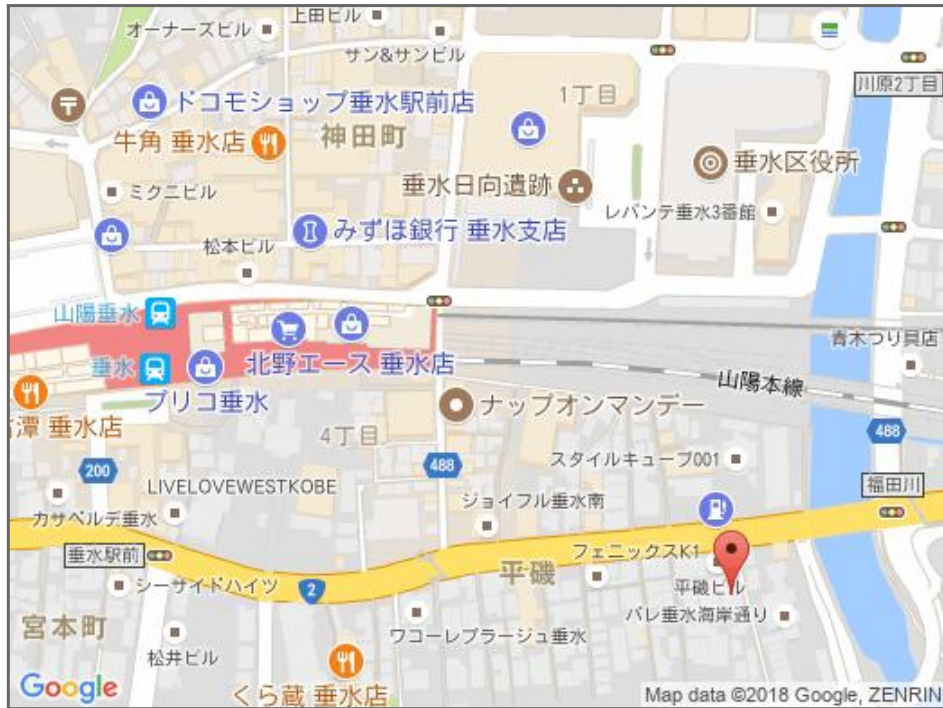 上田ビル
オーナーズビル
サン&サンビル
川原2丁目
ドコモショップ垂水駅前店
1丁目
牛角 垂水店
神田町
垂水区役所
垂水日向遺跡
ミクニビル
レバンテ垂水3番館
みずほ銀行 垂水支店
松本ビル
山陽垂水
青木つり具店
垂水
北野エース 垂水店
山陽本線
プリコ垂水
ナップオンマンデー
潭 垂水店
4丁目
488
488
200
スタイルキューブ001
LIVELOVEWESTKOBE
福田川
ジョイフル垂水南
カサベルデ垂水
垂水駅前
フェニックスK1
平磯
シーサイドハイツ
2
平磯ビル
バレ垂水海岸通り
宮本町
ワコーレプラージュ垂水
松井ビル
くら蔵 垂水店
Google
Map data ©2018 Google, ZENRIN